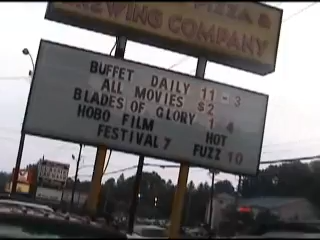 PIZZA &
BREWING COMPANY
BUFFET DAILY 11-3
ALL MOVIES $2
BLADES OF GLORY 1 4
HOBO FILM HOT
FESTIVAL 7 FUZZ 10